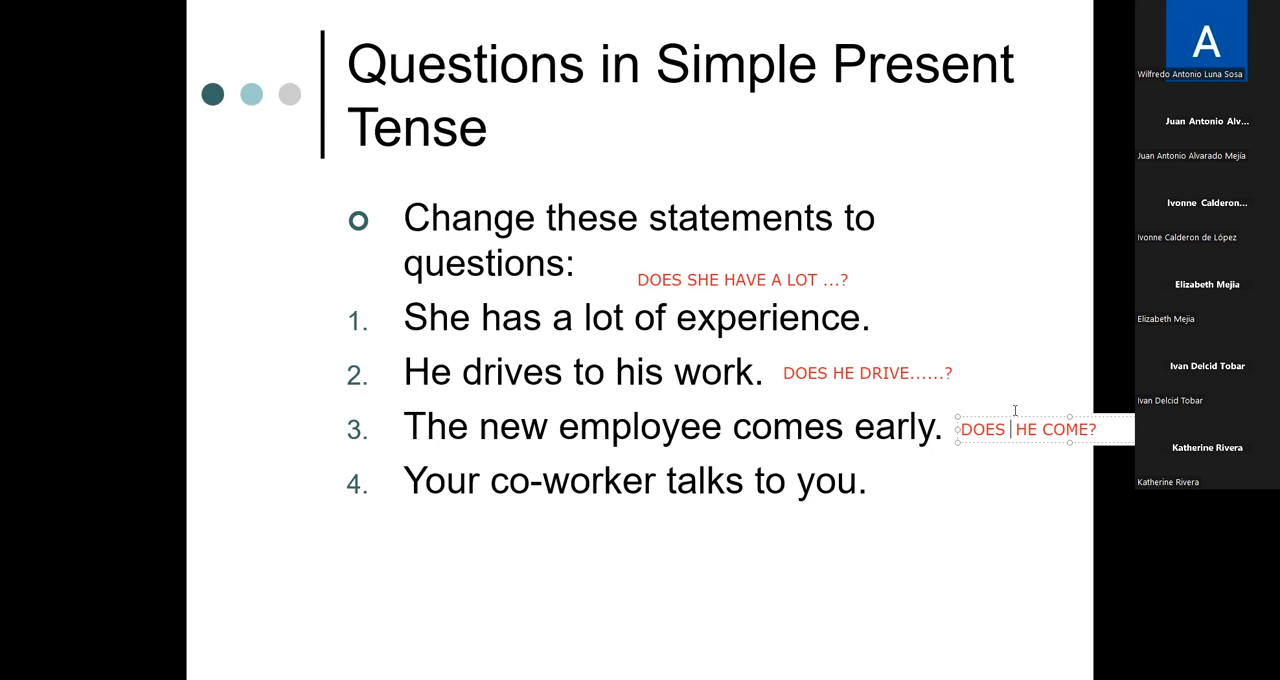 Questions in Simple Present
Tense
Change these statements to
questions:
DOES SHE HAVE A LOT ...?
1. She has a lot of experience.
2. He drives to his work. DOES HE DRIVE......?
3. The new employee comes early. DOES HE COME?
4. Your co-worker talks to you.
A
Wilfredo Antonio Luna Sosa
Juan Antonio Alv...
Juan Antonio Alvarado Mejía
Ivonne Calderon...
Ivonne Calderon de López
Elizabeth Mejia
Elizabeth Mejia
Ivan Delcid Tobar
Ivan Delcid Tobar
Katherine Rivera
Katherine Rivera